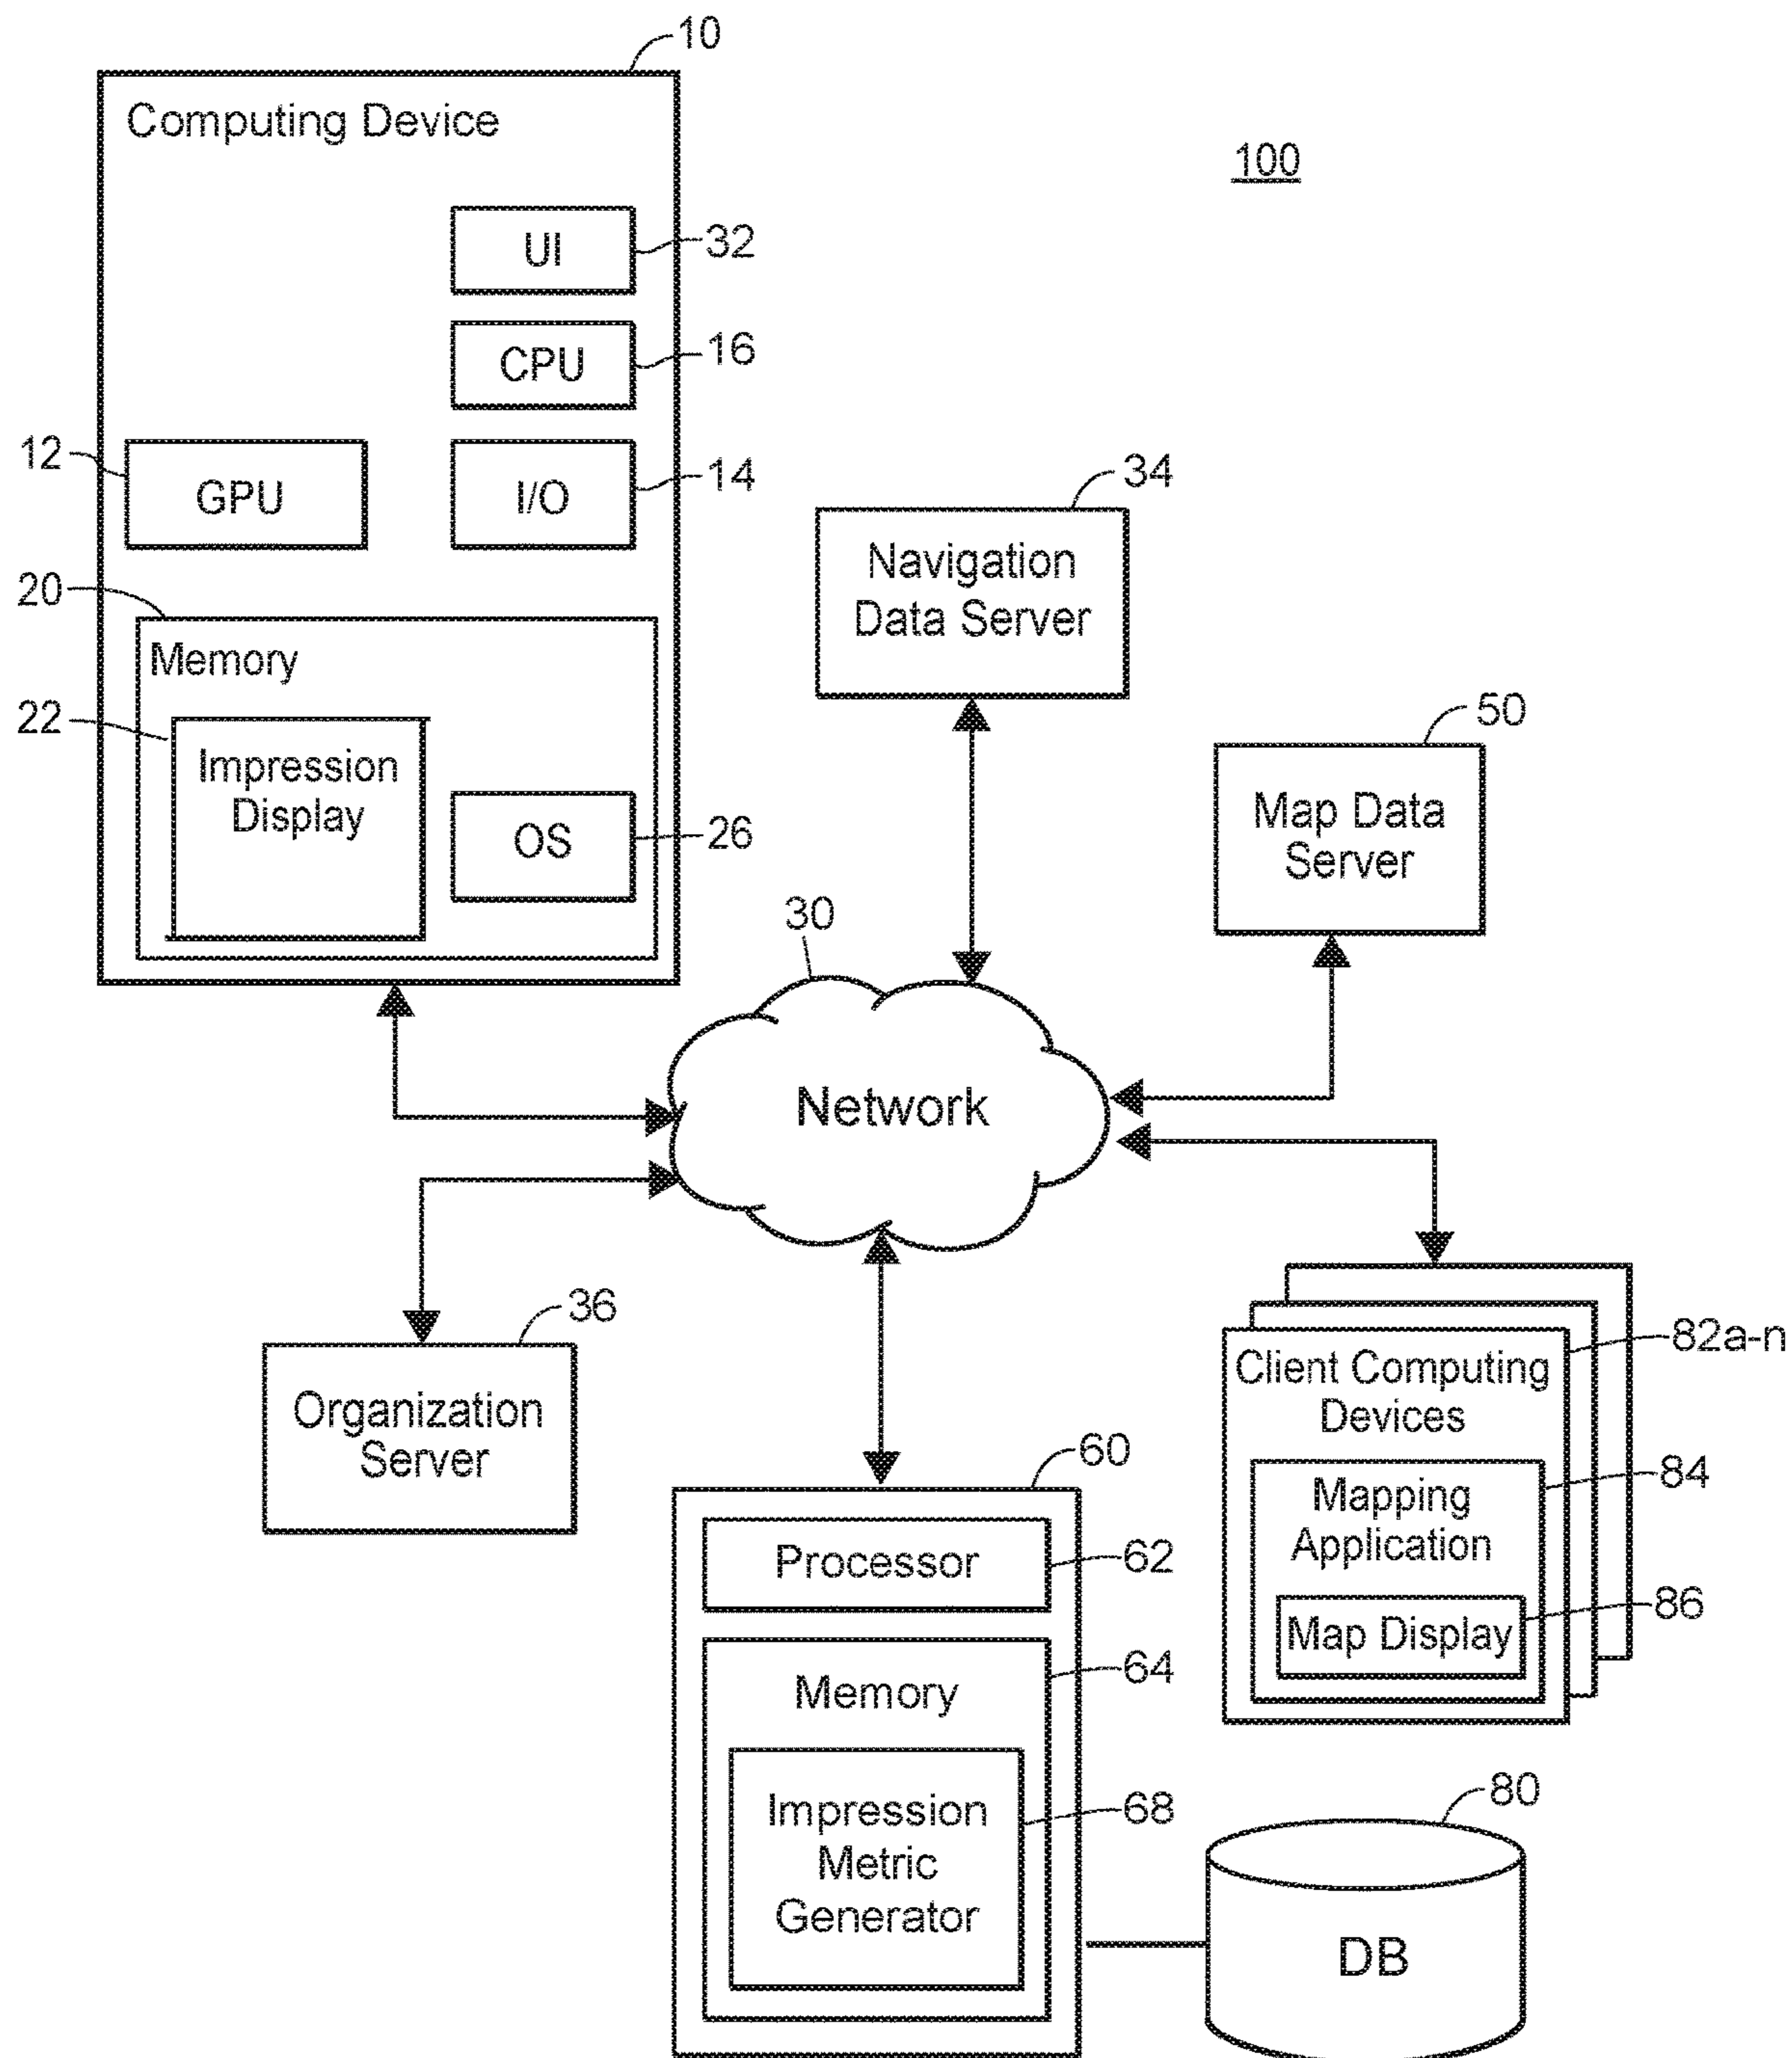 10
Computing Device
100
UI
32
CPU
16
12
GPU
I/O
14
34
Navigation
Data Server
20
Memory
22
Impression
Display
OS
26
50
Map Data
Server
30
Network
36
Organization
Server
82a-n
Client Computing
Devices
84
Mapping
Application
86
Map Display
60
Processor
62
64
Memory
68
Impression
Metric
Generator
80
DB